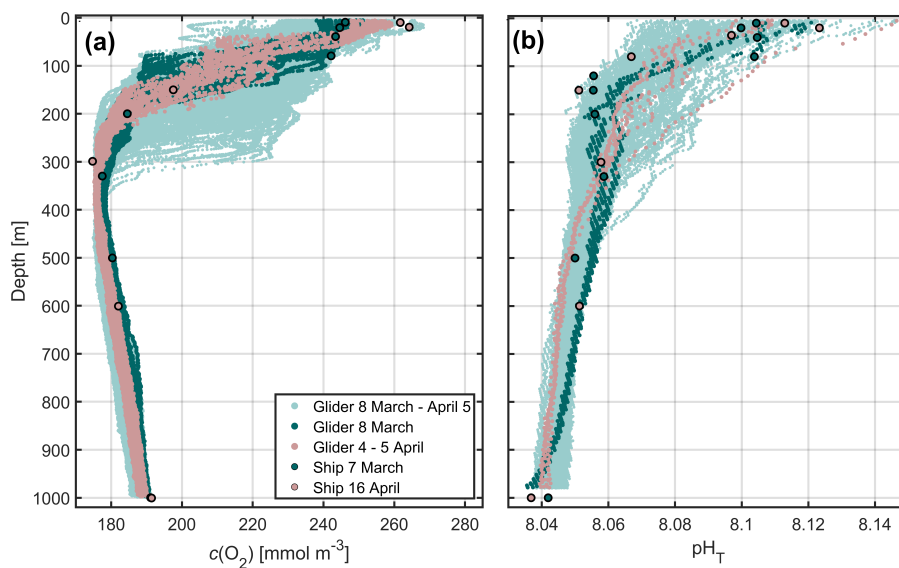 (a)
(b)
0
100
200
300
400
500
600
700
800
900
1000
Depth [m]
180
200
220
240
260
280
c(O₂) [mmol m⁻³]
8.04
8.06
8.08
8.1
8.12
8.14
pH_T
Glider 8 March - April 5
Glider 8 March
Glider 4 - 5 April
Ship 7 March
Ship 16 April